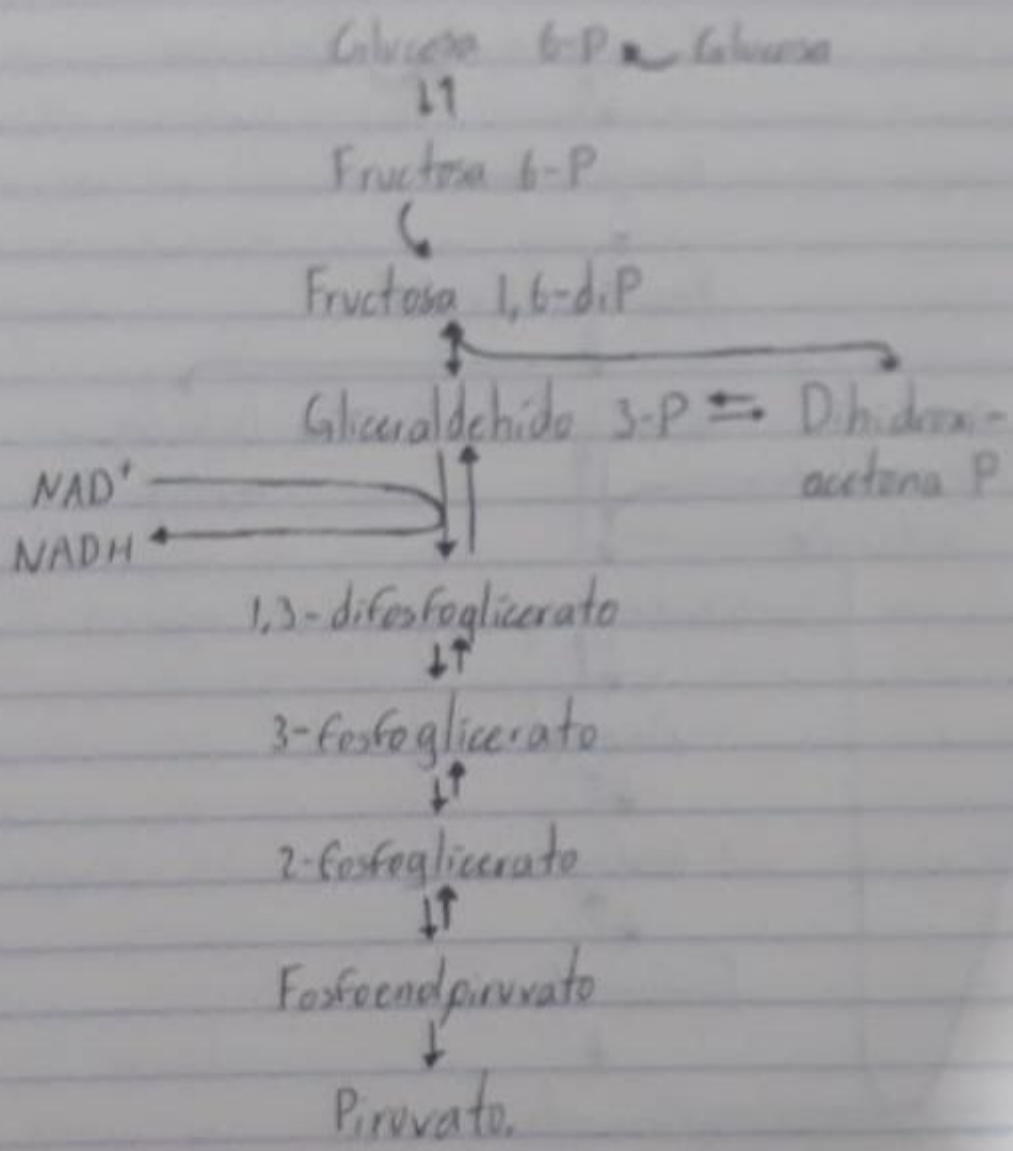 Glucosa 6-P Glucosa
Fructosa 6-P
Fructosa 1,6-diP
Gliceraldehido 3-P Dihidroxi-
acetona P
NAD+
NADH
1,3-difosfoglicerato
3-fosfoglicerato
2-fosfoglicerato
Fosfoenolpiruvato
Piruvato.